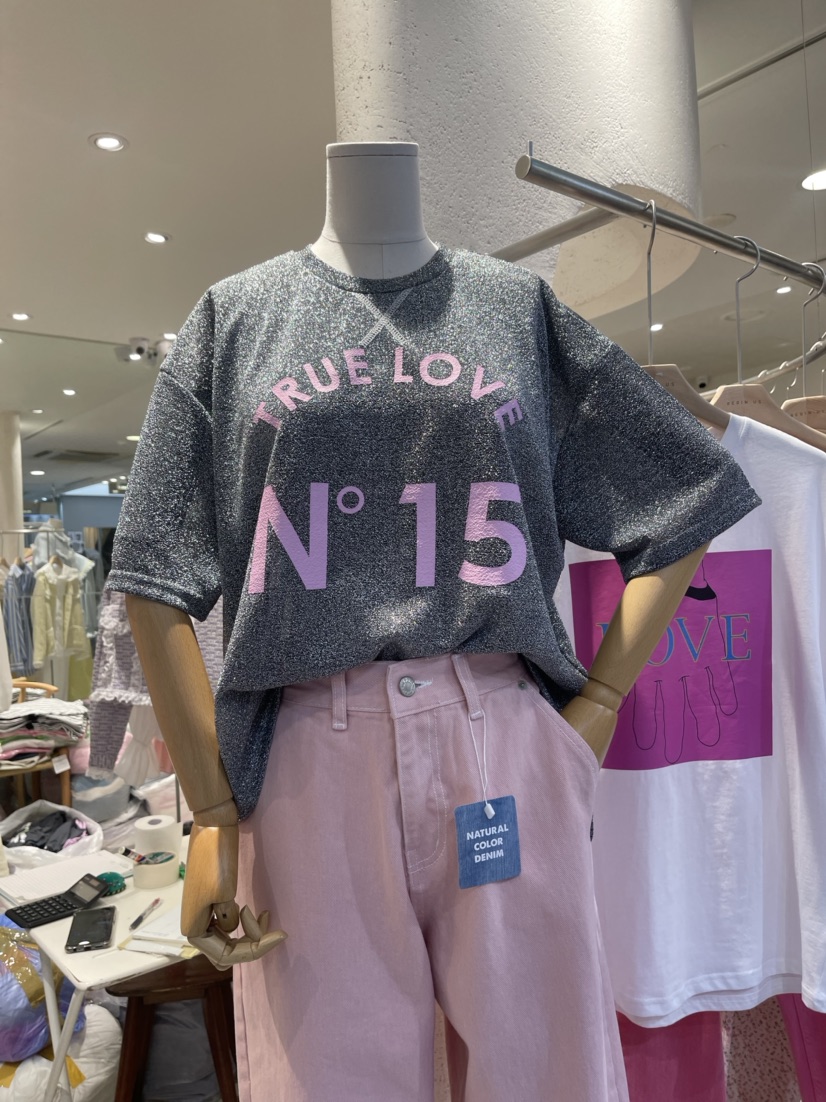 TRUE LOVE
N° 15
NATURAL
COLOR
DENIM
LOVE